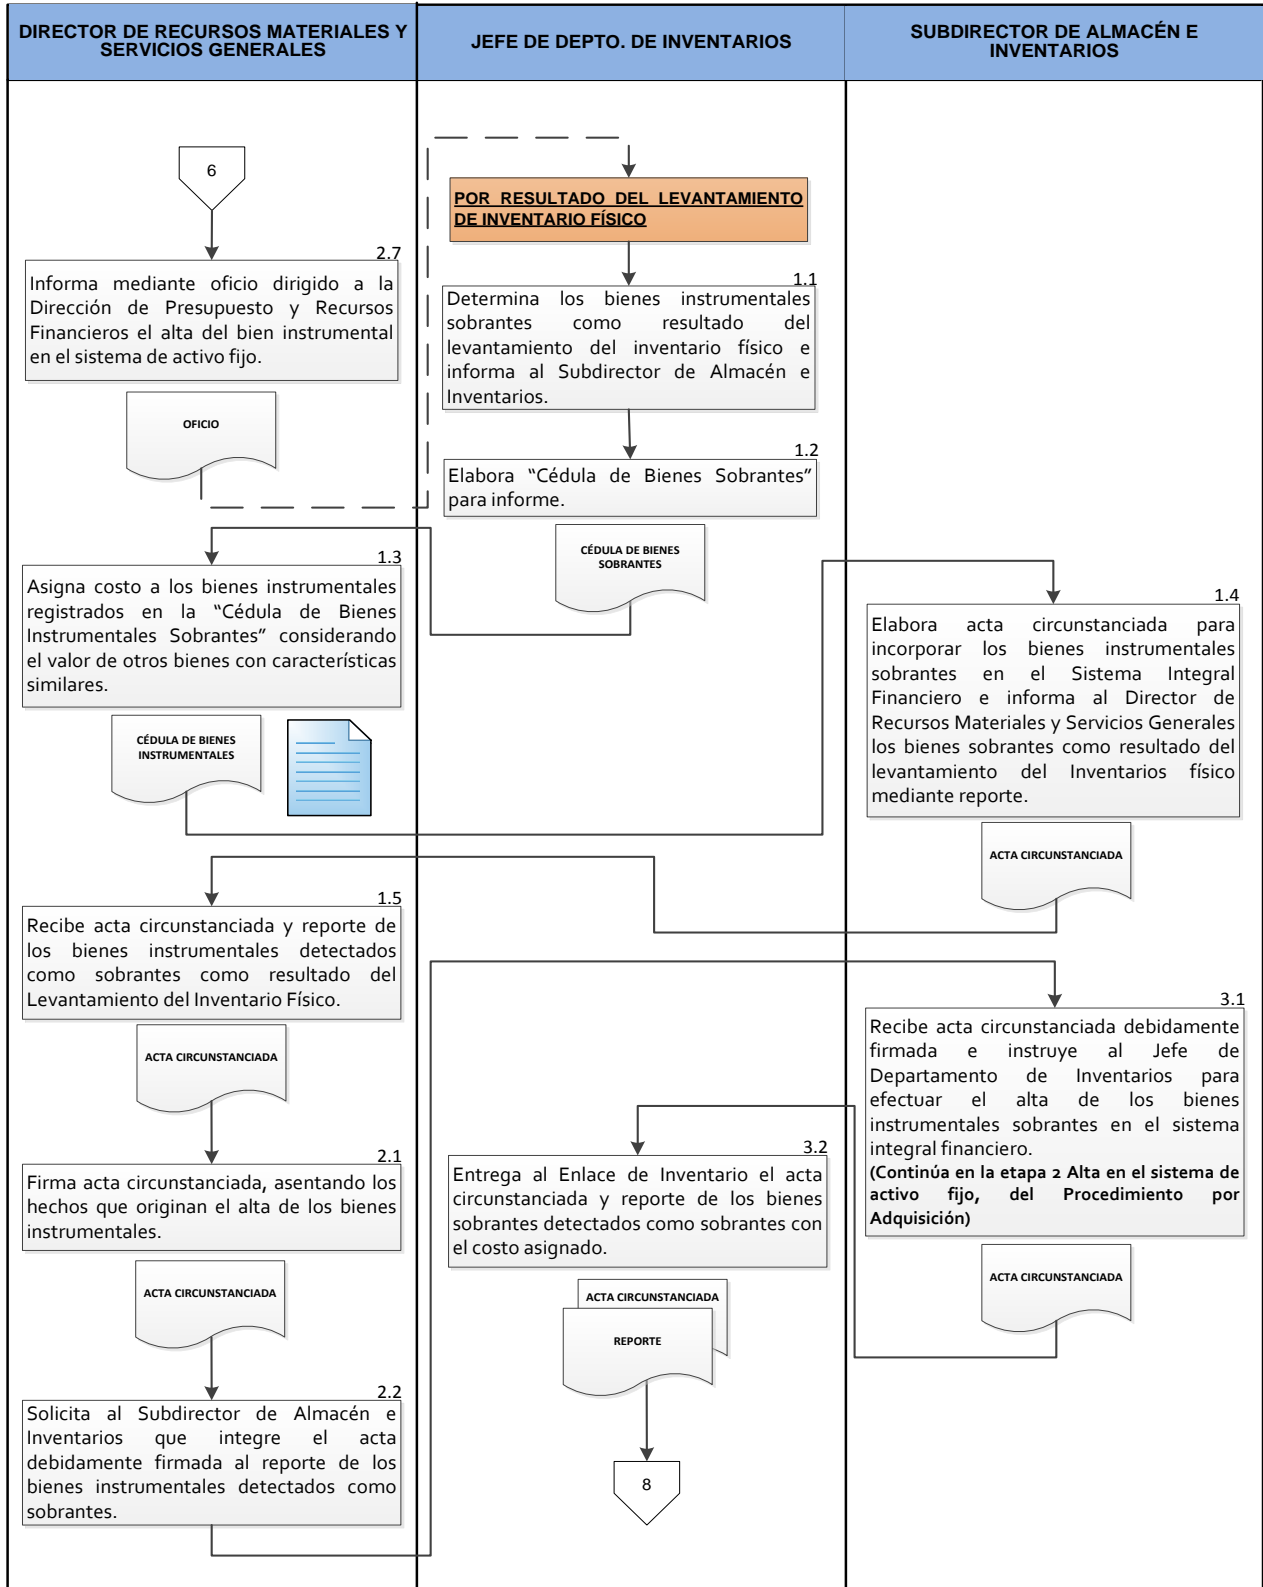 DIRECTOR DE RECURSOS MATERIALES Y
SERVICIOS GENERALES
JEFE DE DEPTO. DE INVENTARIOS
SUBDIRECTOR DE ALMACÉN E
INVENTARIOS
6
2.7
Informa mediante oficio dirigido a la
Dirección de Presupuesto y Recursos
Financieros el alta del bien instrumental
en el sistema de activo fijo.
OFICIO
POR RESULTADO DEL LEVANTAMIENTO
DE INVENTARIO FÍSICO
1.1
Determina los bienes instrumentales
sobrantes como resultado del
levantamiento del inventario físico e
informa al Subdirector de Almacén e
Inventarios.
1.2
Elabora “Cédula de Bienes Sobrantes”
para informe.
CÉDULA DE BIENES
SOBRANTES
1.3
Asigna costo a los bienes instrumentales
registrados en la “Cédula de Bienes
Instrumentales Sobrantes” considerando
el valor de otros bienes con características
similares.
CÉDULA DE BIENES
INSTRUMENTALES
1.4
Elabora acta circunstanciada para
incorporar los bienes instrumentales
sobrantes en el Sistema Integral
Financiero e informa al Director de
Recursos Materiales y Servicios Generales
los bienes sobrantes como resultado del
levantamiento del Inventarios físico
mediante reporte.
ACTA CIRCUNSTANCIADA
1.5
Recibe acta circunstanciada y reporte de
los bienes instrumentales detectados
como sobrantes como resultado del
Levantamiento del Inventario Físico.
ACTA CIRCUNSTANCIADA
2.1
Firma acta circunstanciada, asentando los
hechos que originan el alta de los bienes
instrumentales.
ACTA CIRCUNSTANCIADA
2.2
Solicita al Subdirector de Almacén e
Inventarios que integre el acta
debidamente firmada al reporte de los
bienes instrumentales detectados como
sobrantes.
3.1
Recibe acta circunstanciada debidamente
firmada e instruye al Jefe de
Departamento de Inventarios para
efectuar el alta de los bienes
instrumentales sobrantes en el sistema
integral financiero.
(Continúa en la etapa 2 Alta en el sistema de
activo fijo, del Procedimiento por
Adquisición)
ACTA CIRCUNSTANCIADA
3.2
Entrega al Enlace de Inventario el acta
circunstanciada y reporte de los bienes
sobrantes detectados como sobrantes con
el costo asignado.
ACTA CIRCUNSTANCIADA
REPORTE
8